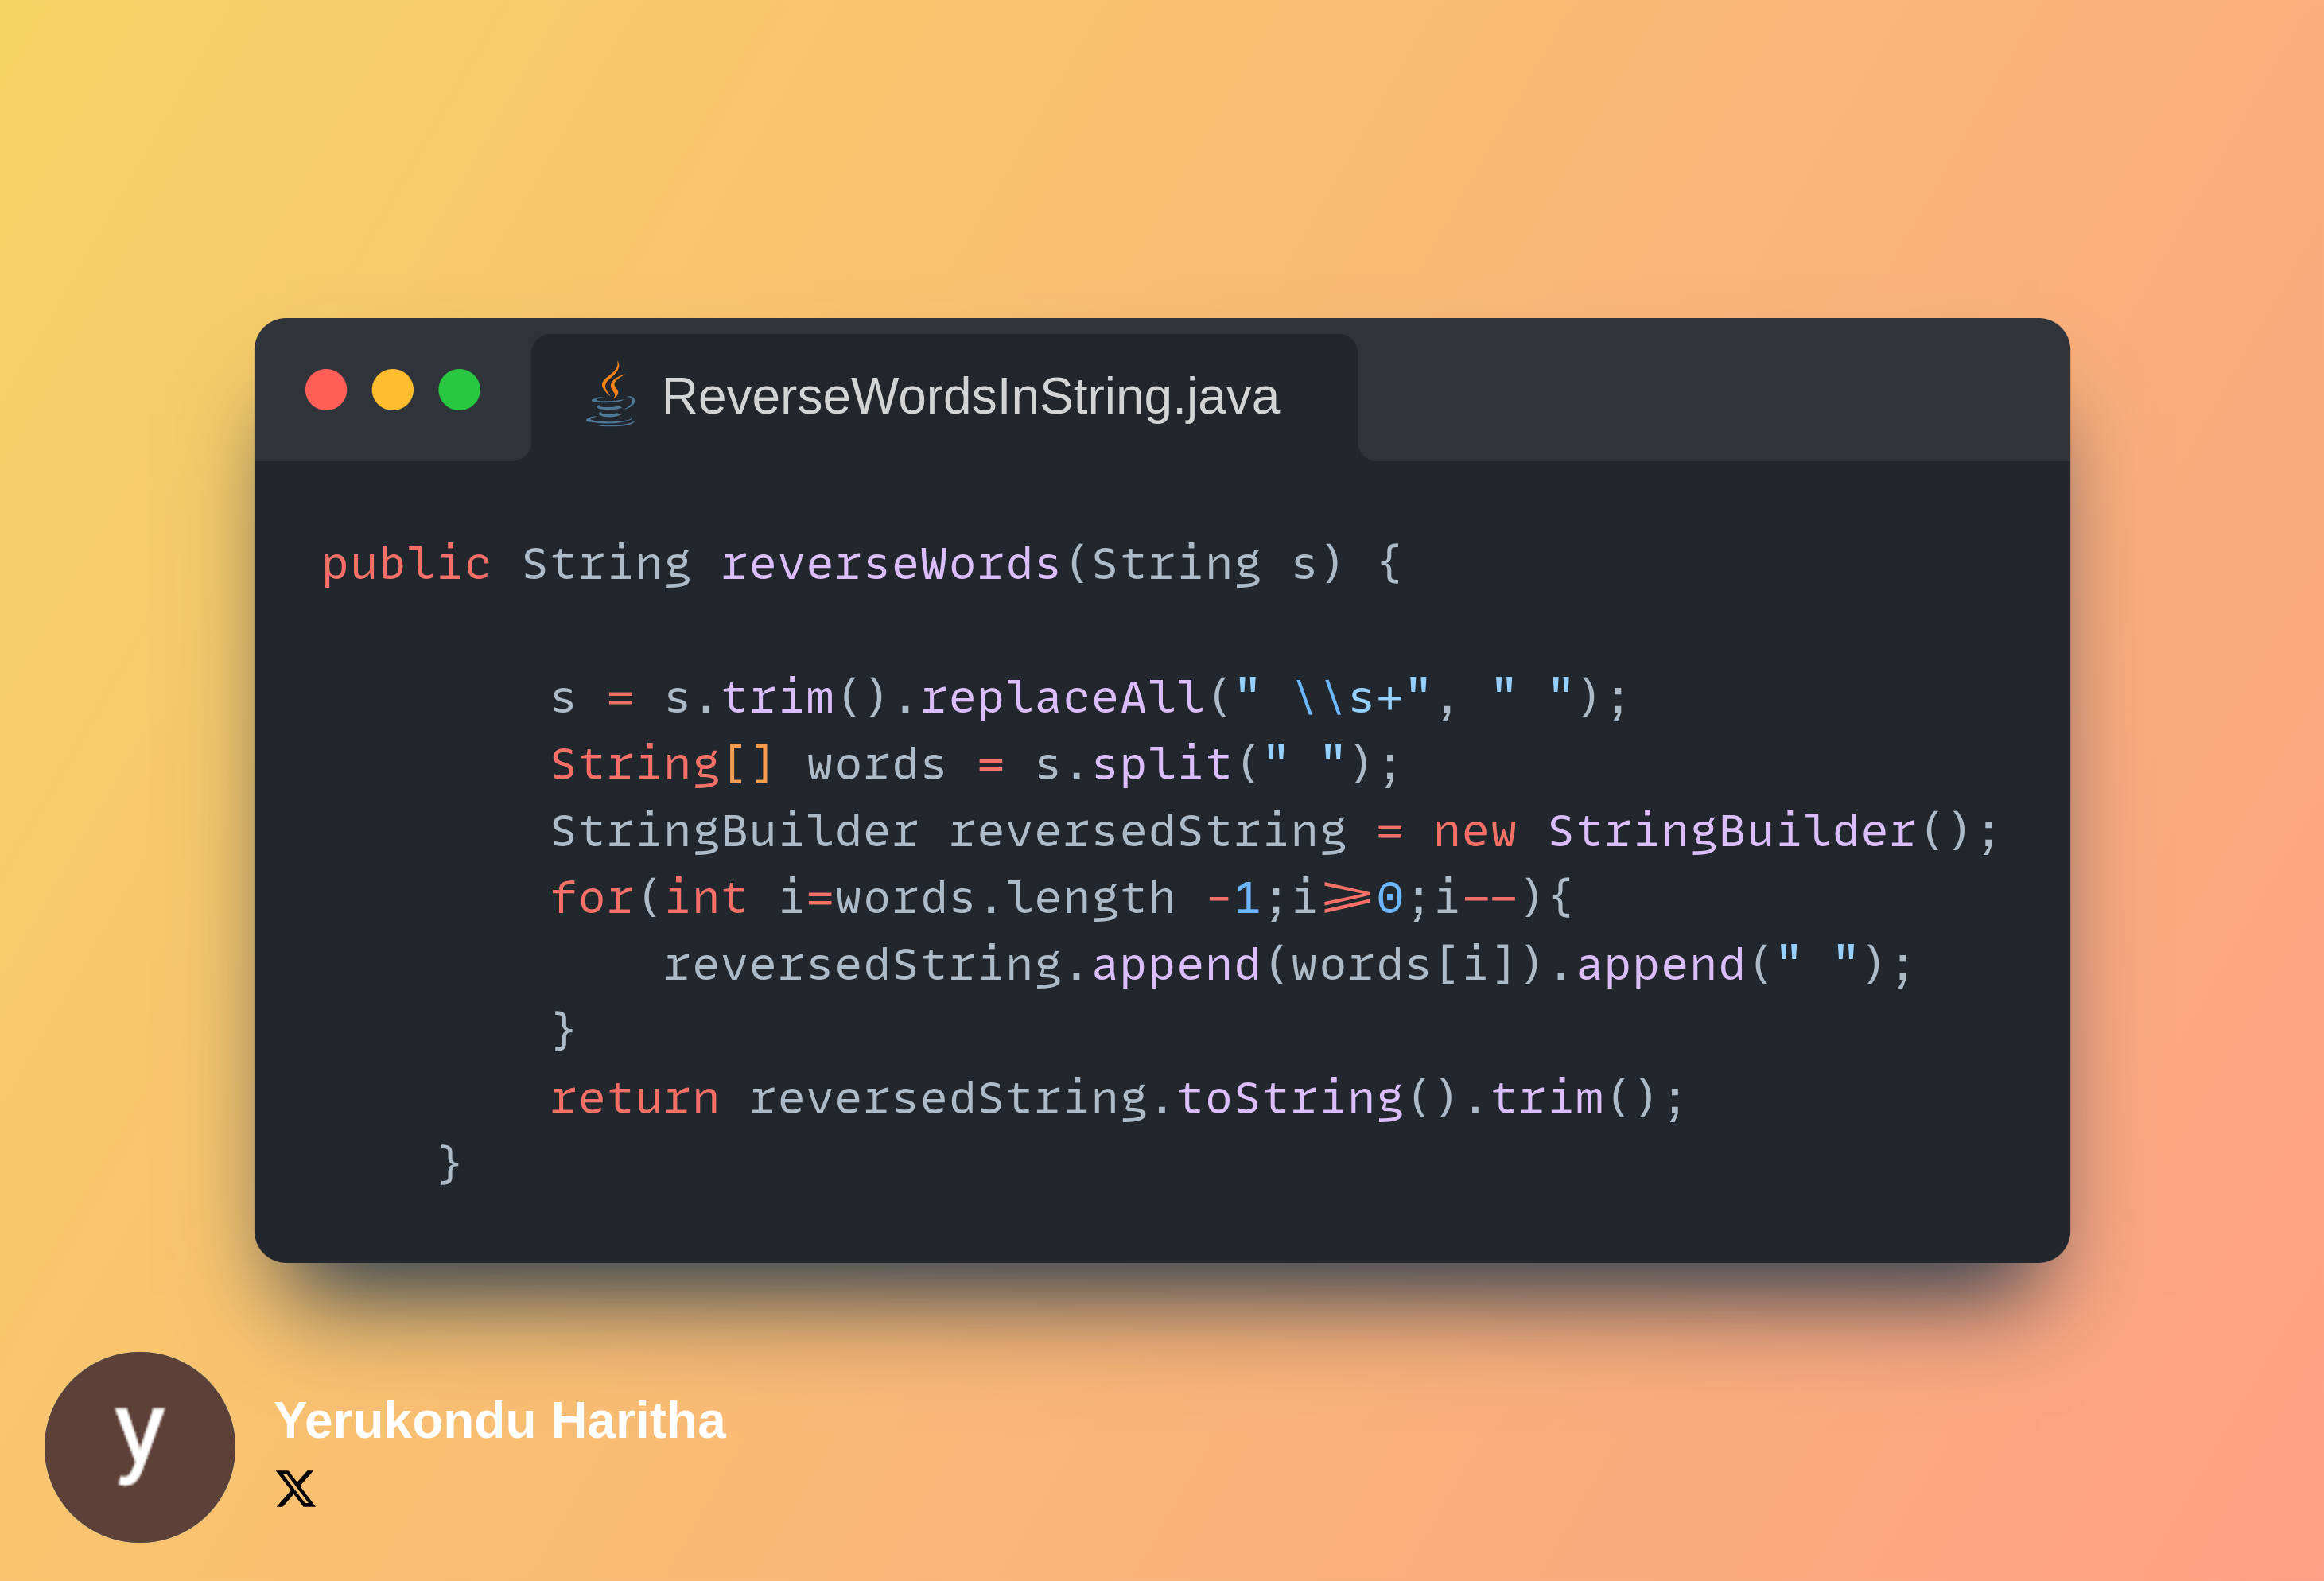 ReverseWordsInString.java
public String reverseWords(String s) {
        s = s.trim().replaceAll(" \\s+", " ");
        String[] words = s.split(" ");
        StringBuilder reversedString = new StringBuilder();
        for(int i=words.length -1;i>=0;i--){
            reversedString.append(words[i]).append(" ");
        }
        return reversedString.toString().trim();
    }
y
Yerukondu Haritha